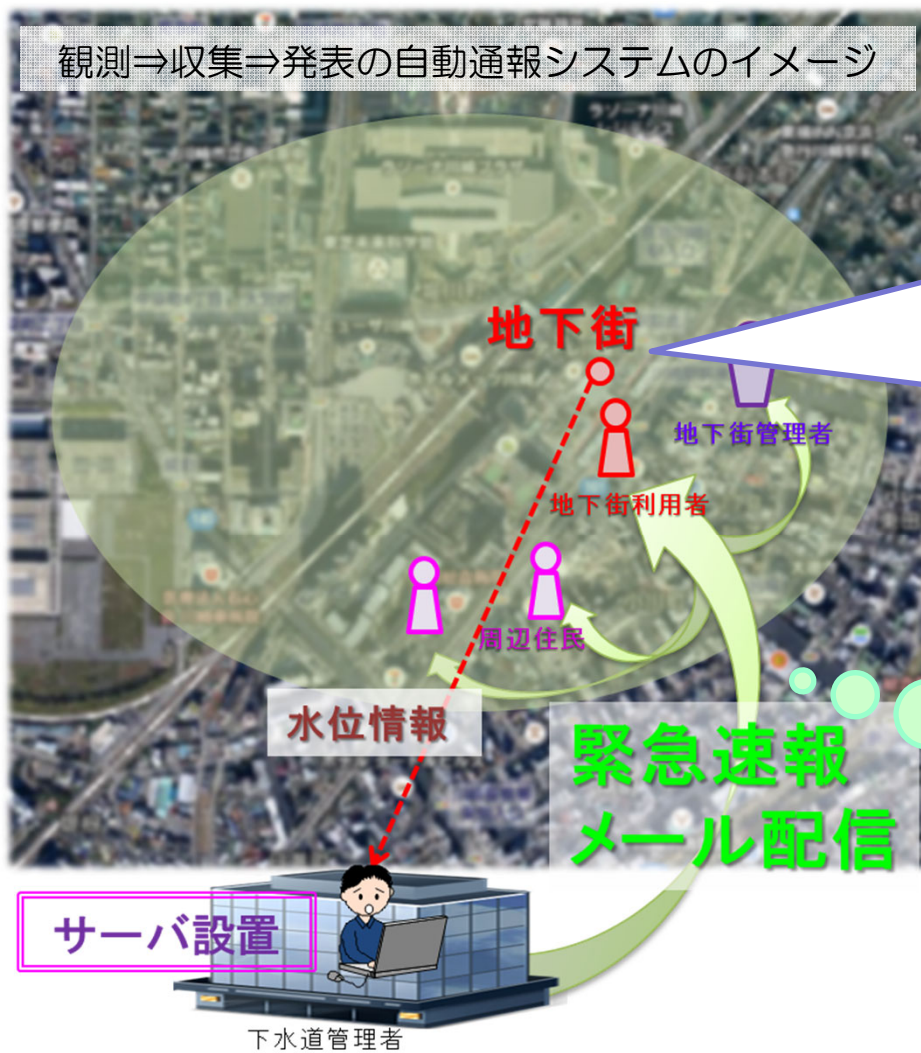 観測⇒収集⇒発表の自動通報システムのイメージ
地下街
地下街管理者
地下街利用者
周辺住民
水位情報
緊急速報
メール配信
サーバ設置
下水道管理者